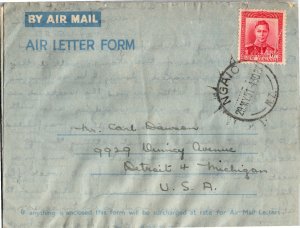 BY AIR MAIL
AIR LETTER FORM
NGAIO
N.Z.
Mr. Carl Dawson
9929 Quincy Avenue
Detroit 4 Michigan
U. S. A.
If anything is enclosed this form will be surcharged at rate for Air Mail Letters.